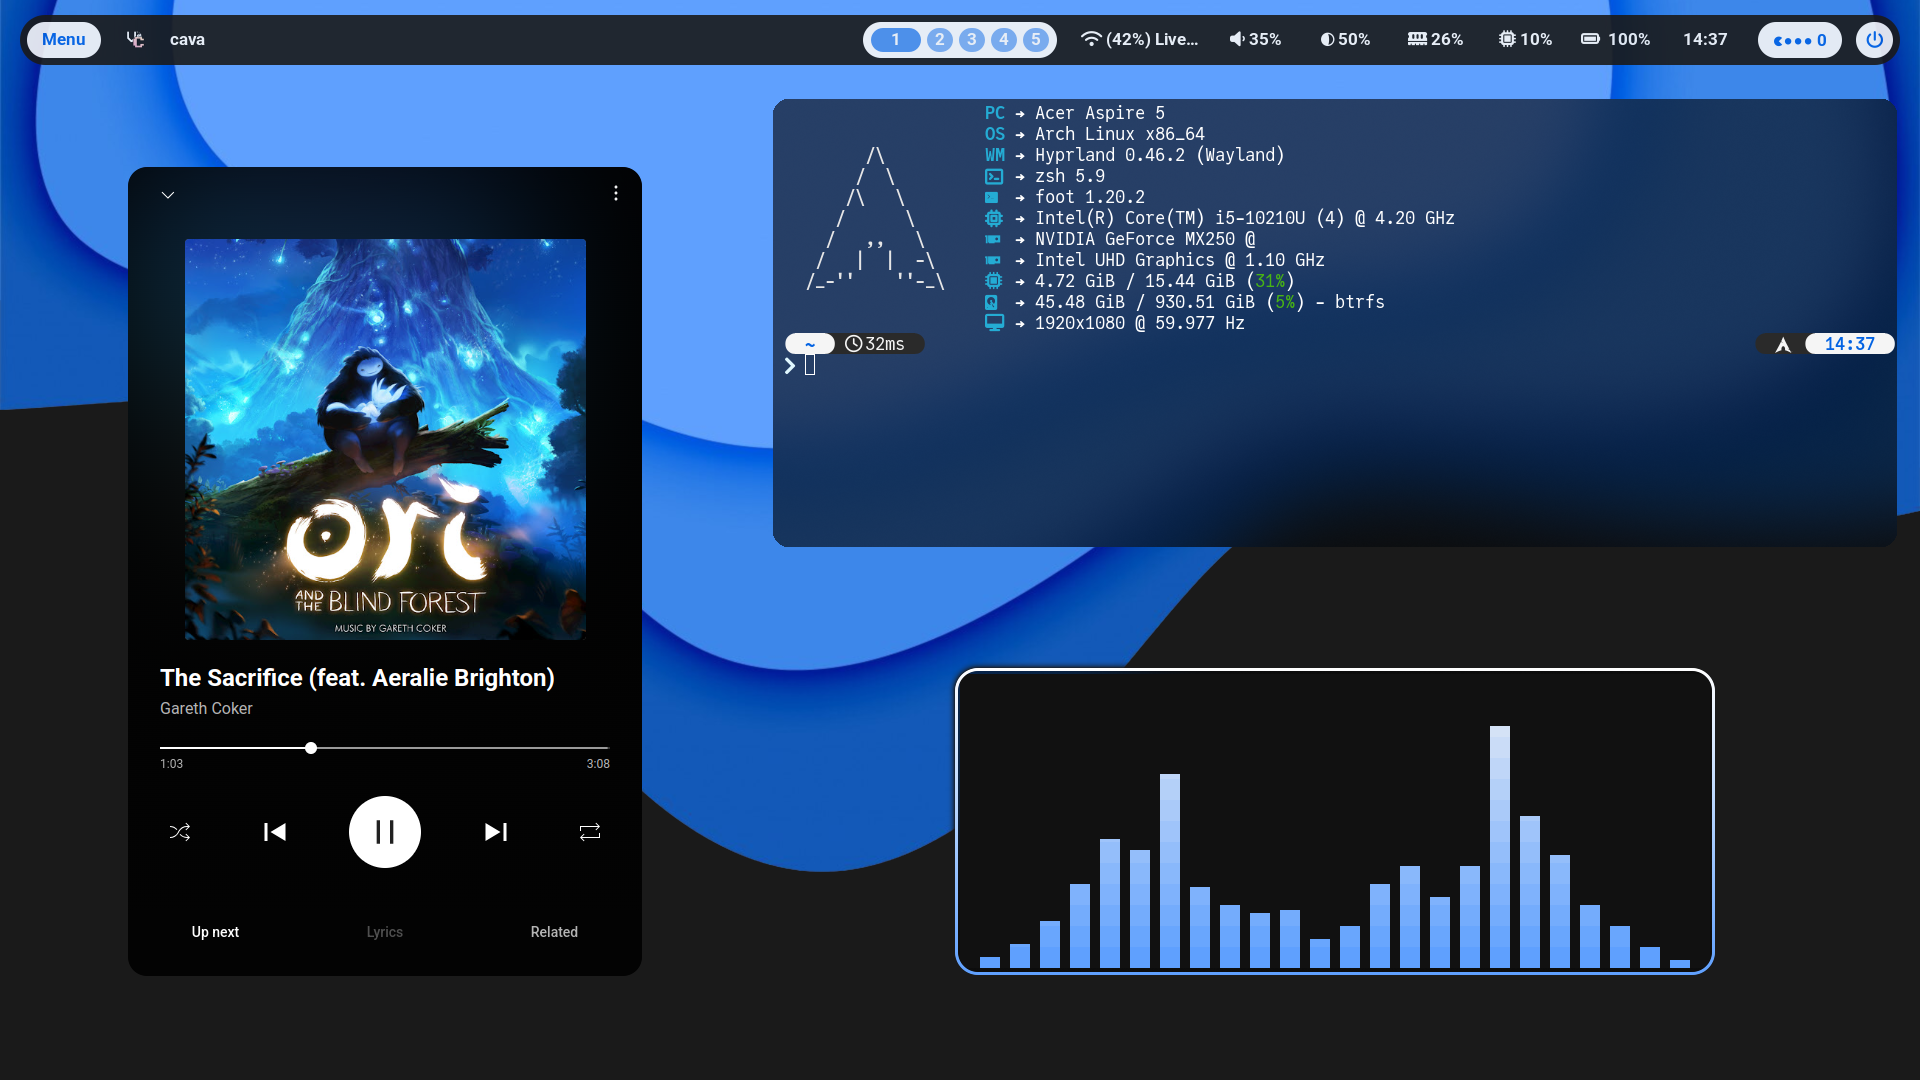 Menu
cava
1 2 3 4 5
(42%) Live...
35%
50%
26%
10%
100%
14:37
0
PC → Acer Aspire 5
OS → Arch Linux x86_64
WM → Hyprland 0.46.2 (Wayland)
→ zsh 5.9
→ foot 1.20.2
→ Intel(R) Core(TM) i5-10210U (4) @ 4.20 GHz
→ NVIDIA GeForce MX250 @
→ Intel UHD Graphics @ 1.10 GHz
→ 4.72 GiB / 15.44 GiB (31%)
→ 45.48 GiB / 930.51 GiB (5%) - btrfs
→ 1920x1080 @ 59.977 Hz
~ 32ms
14:37
ori
AND THE BLIND FOREST
MUSIC BY GARETH COKER
The Sacrifice (feat. Aeralie Brighton)
Gareth Coker
1:03 3:08
Up next Lyrics Related